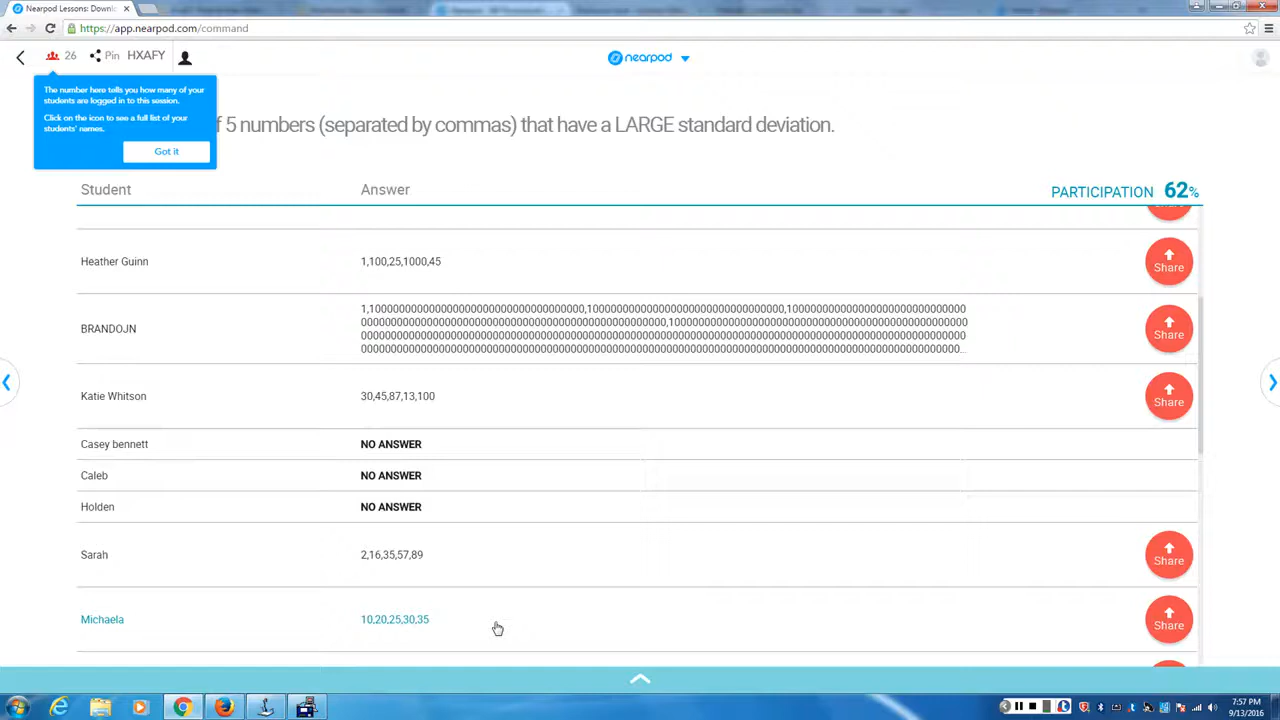 Nearpod Lessons: Downl
https://app.nearpod.com/command
26 Pin HXAFY nearpod
The number here tells you how many of your
students are logged in to this session.
Click on the icon to see a full list of your
students' names.
Got it
f 5 numbers (separated by commas) that have a LARGE standard deviation.
Student Answer PARTICIPATION 62%
Heather Guinn 1,100,25,1000,45 Share
BRANDOJN Share
Katie Whitson 30,45,87,13,100 Share
Casey bennett NO ANSWER
Caleb NO ANSWER
Holden NO ANSWER
Sarah 2,16,35,57,89 Share
Michaela 10,20,25,30,35 Share
7:57 PM
9/13/2016